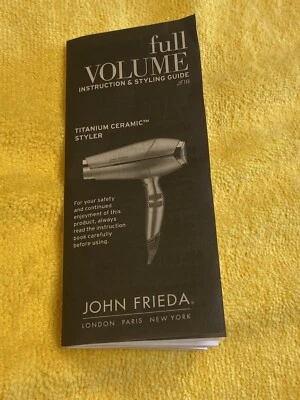 full
VOLUME
INSTRUCTION & STYLING GUIDE
JF1R
TITANIUM CERAMIC™
STYLER
For your safety
and continued
enjoyment of this
product, always
read the instruction
book carefully
before using.
JOHN FRIEDA®
LONDON PARIS NEW YORK